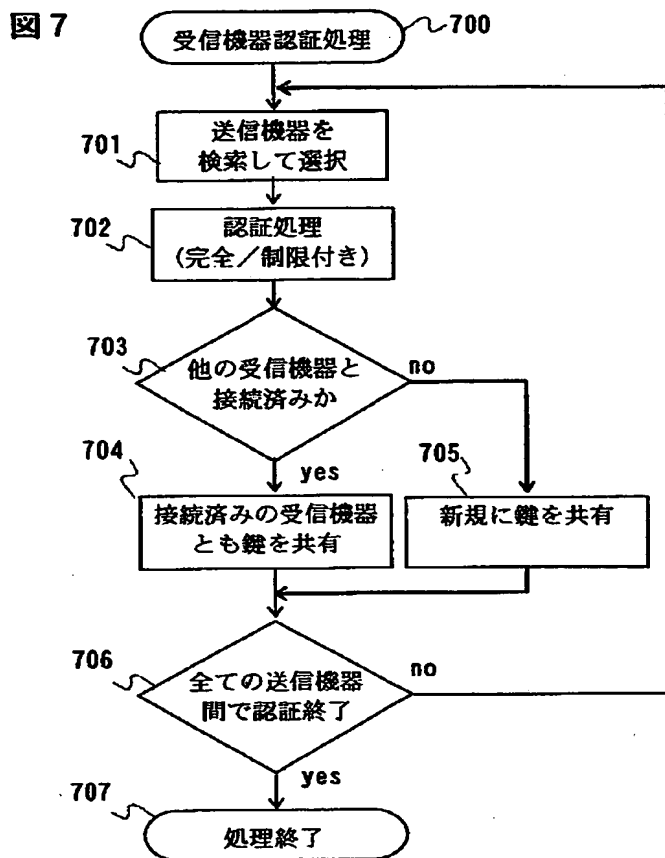 図7
受信機器認証処理
700
送信機器を
検索して選択
701
認証処理
(完全/制限付き)
702
703
他の受信機器と
接続済みか
no
yes
704
接続済みの受信機器
とも鍵を共有
705
新規に鍵を共有
706
全ての送信機器
間で認証終了
no
yes
707
処理終了